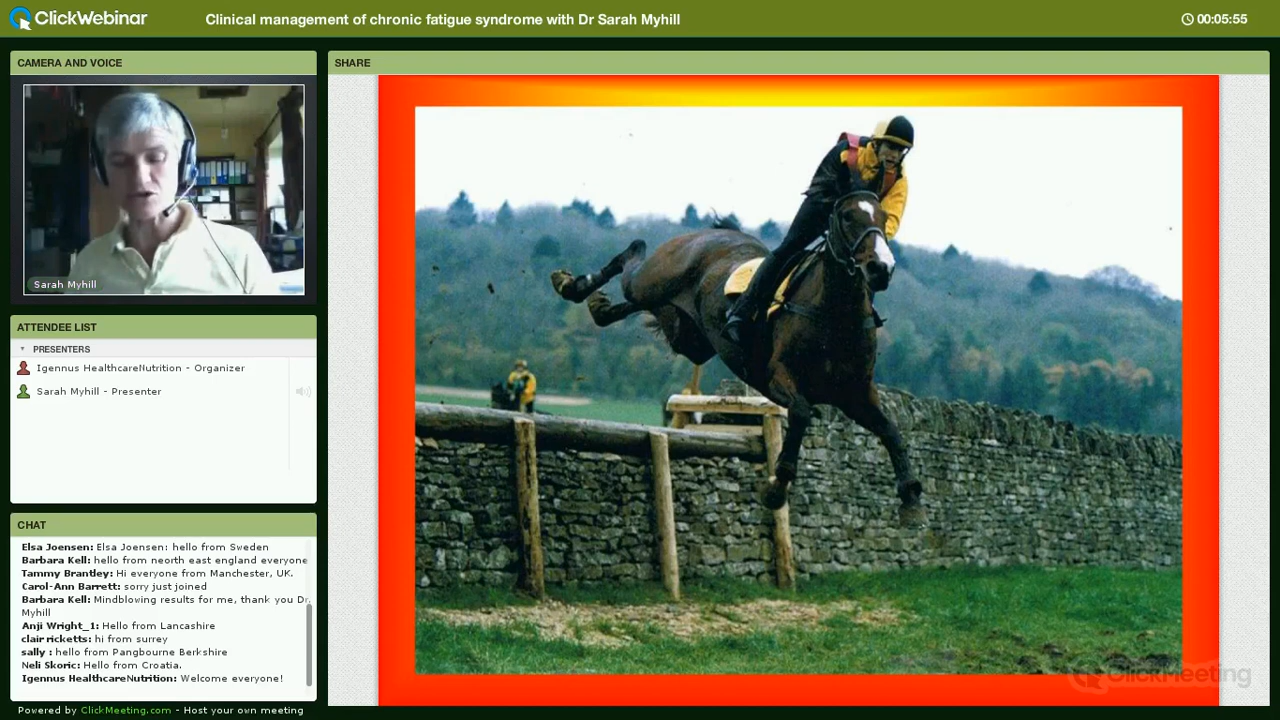 ClickWebinar
Clinical management of chronic fatigue syndrome with Dr Sarah Myhill
00:05:55
CAMERA AND VOICE
SHARE
Sarah Myhill
ATTENDEE LIST
PRESENTERS
Igennus HealthcareNutrition - Organizer
Sarah Myhill - Presenter
CHAT
Elsa Joensen: Elsa Joensen: hello from Sweden
Barbara Kell: hello from neorth east england everyone
Tammy Brantley: Hi everyone from Manchester, UK.
Carol-Ann Barrett: sorry just joined
Barbara Kell: Mindblowing results for me, thank you Dr.
Myhill
Anji Wright_1: Hello from Lancashire
clair ricketts: hi from surrey
sally : hello from Pangbourne Berkshire
Neli Skoric: Hello from Croatia.
Igennus HealthcareNutrition: Welcome everyone!
ClickMeeting
Powered by ClickMeeting.com - Host your own meeting